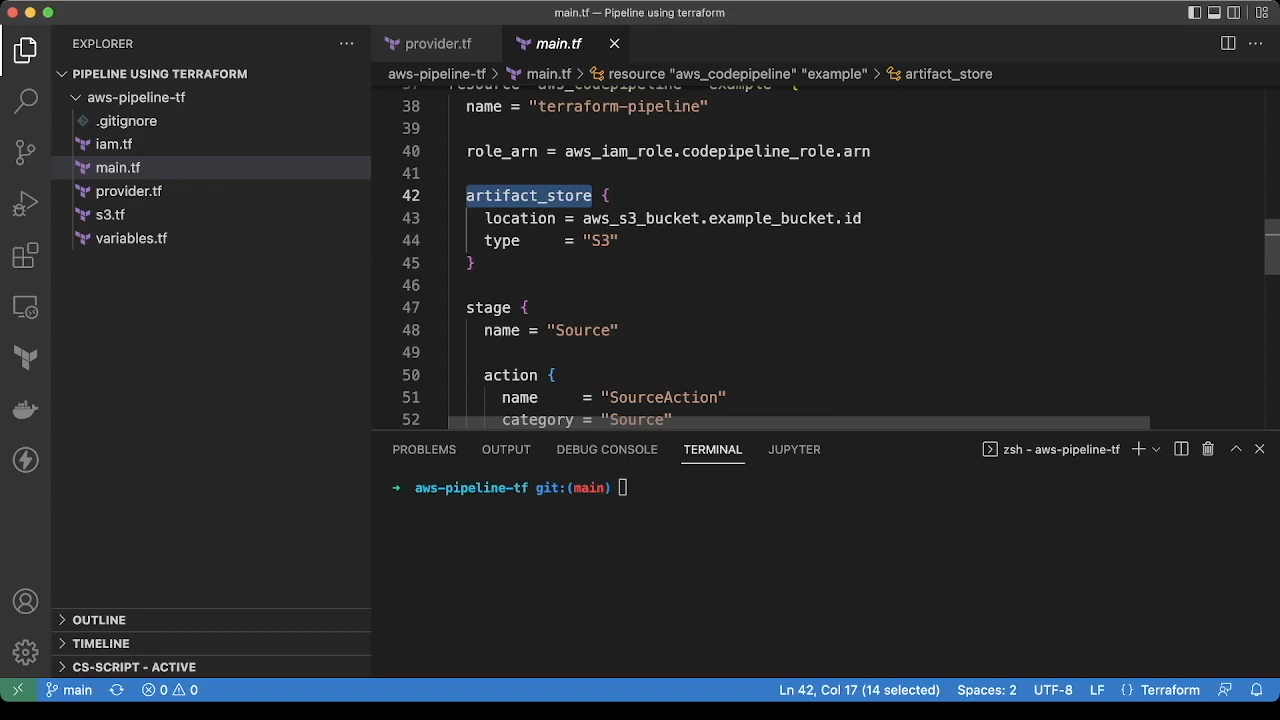 main.tf — Pipeline using terraform
EXPLORER
PIPELINE USING TERRAFORM
aws-pipeline-tf
.gitignore
iam.tf
main.tf
provider.tf
s3.tf
variables.tf
OUTLINE
TIMELINE
CS-SCRIPT - ACTIVE
provider.tf
main.tf
aws-pipeline-tf > main.tf > resource "aws_codepipeline" "example" > artifact_store
37 resource "aws_codepipeline" "example" {
38 name = "terraform-pipeline"
39
40 role_arn = aws_iam_role.codepipeline_role.arn
41
42 artifact_store {
43 location = aws_s3_bucket.example_bucket.id
44 type     = "S3"
45 }
46
47 stage {
48 name = "Source"
49
50 action {
51 name     = "SourceAction"
52 category = "Source"
PROBLEMS OUTPUT DEBUG CONSOLE TERMINAL JUPYTER
zsh - aws-pipeline-tf
→ aws-pipeline-tf git:(main)
main 0 0 Ln 42, Col 17 (14 selected) Spaces: 2 UTF-8 LF {} Terraform